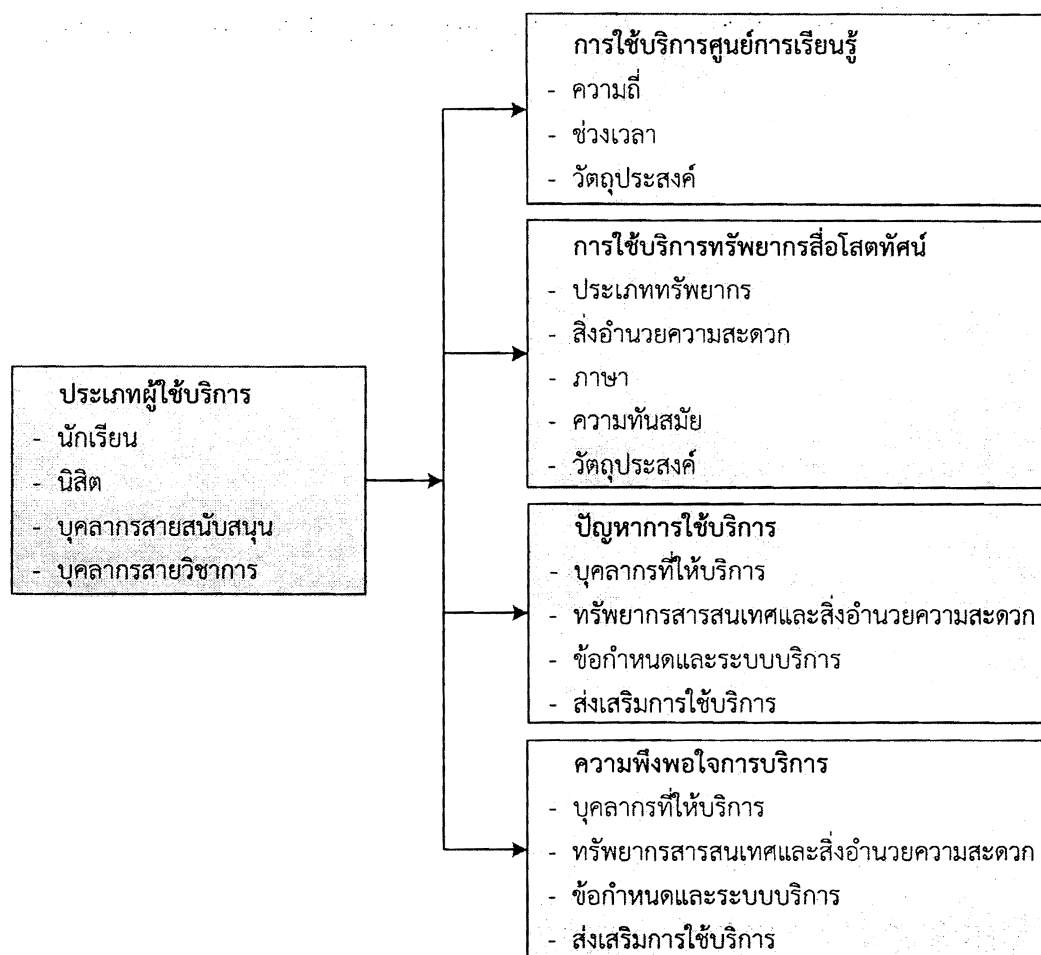 การใช้บริการศูนย์การเรียนรู้
- ความถี่
- ช่วงเวลา
- วัตถุประสงค์
การใช้บริการทรัพยากรสื่อโสตทัศน์
- ประเภททรัพยากร
- สิ่งอำนวยความสะดวก
- ภาษา
- ความทันสมัย
- วัตถุประสงค์
ประเภทผู้ใช้บริการ
- นักเรียน
- นิสิต
- บุคลากรสายสนับสนุน
- บุคลากรสายวิชาการ
ปัญหาการใช้บริการ
- บุคลากรที่ให้บริการ
- ทรัพยากรสารสนเทศและสิ่งอำนวยความสะดวก
- ข้อกำหนดและระบบบริการ
- ส่งเสริมการใช้บริการ
ความพึงพอใจการบริการ
- บุคลากรที่ให้บริการ
- ทรัพยากรสารสนเทศและสิ่งอำนวยความสะดวก
- ข้อกำหนดและระบบบริการ
- ส่งเสริมการใช้บริการ